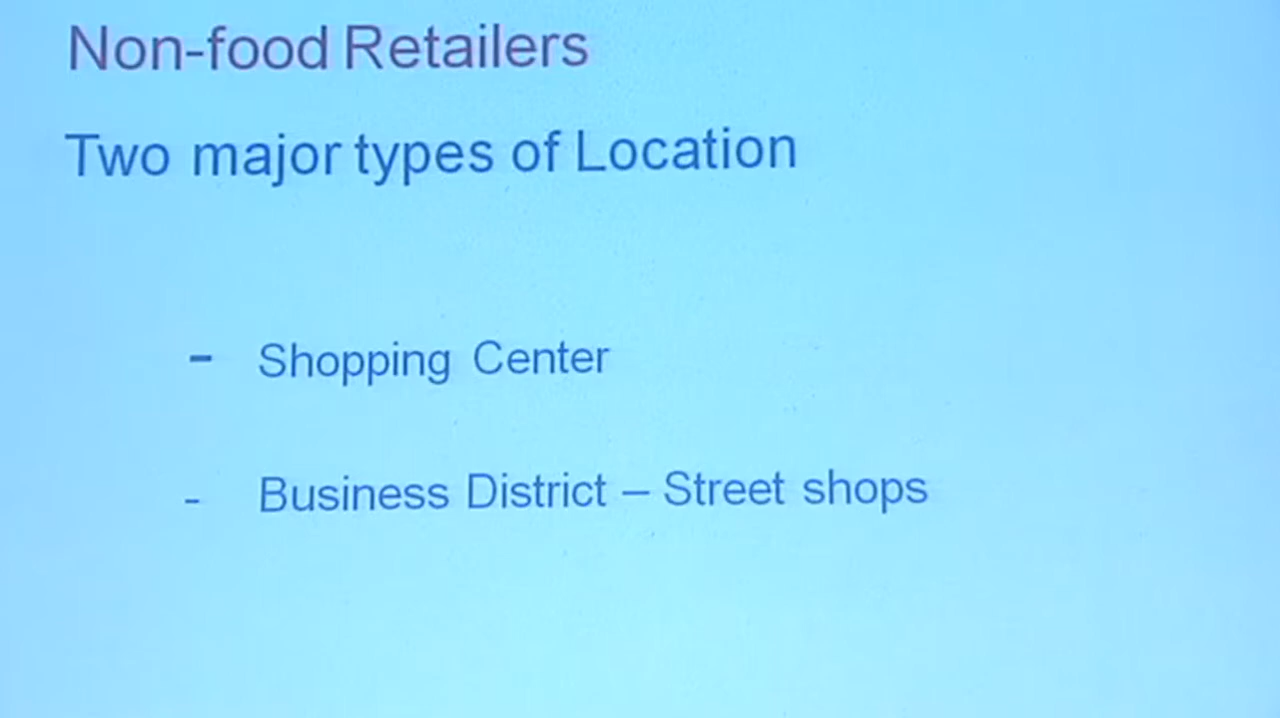 Non-food Retailers
Two major types of Location
- Shopping Center
- Business District – Street shops